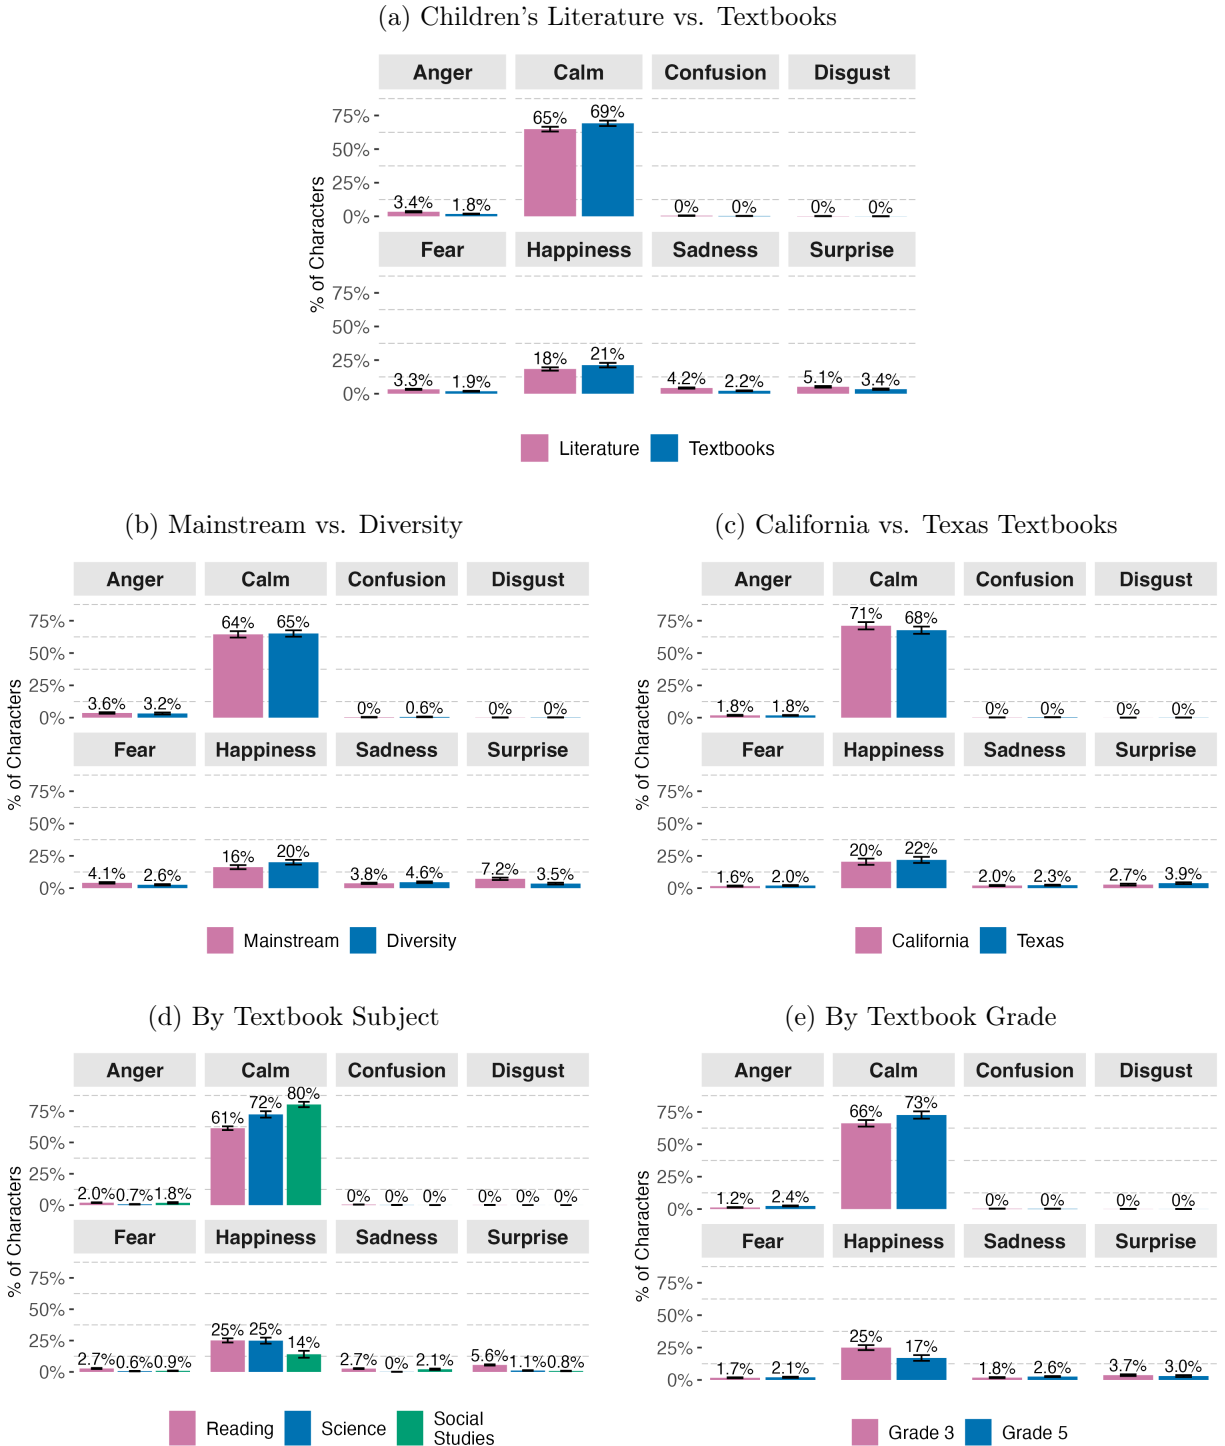 (a) Children's Literature vs. Textbooks
Anger Calm Confusion Disgust
75%
50%
25%
0%
3.4% 1.8% 65% 69% 0% 0% 0% 0%
Fear Happiness Sadness Surprise
75%
50%
25%
0%
3.3% 1.9% 18% 21% 4.2% 2.2% 5.1% 3.4%
% of Characters
Literature Textbooks
(b) Mainstream vs. Diversity
Anger Calm Confusion Disgust
75%
50%
25%
0%
3.6% 3.2% 64% 65% 0% 0.6% 0% 0%
Fear Happiness Sadness Surprise
75%
50%
25%
0%
4.1% 2.6% 16% 20% 3.8% 4.6% 7.2% 3.5%
% of Characters
Mainstream Diversity
(c) California vs. Texas Textbooks
Anger Calm Confusion Disgust
75%
50%
25%
0%
1.8% 1.8% 71% 68% 0% 0% 0% 0%
Fear Happiness Sadness Surprise
75%
50%
25%
0%
1.6% 2.0% 20% 22% 2.0% 2.3% 2.7% 3.9%
% of Characters
California Texas
(d) By Textbook Subject
Anger Calm Confusion Disgust
75%
50%
25%
0%
2.0% 0.7% 1.8% 61% 72% 80% 0% 0% 0% 0% 0% 0%
Fear Happiness Sadness Surprise
75%
50%
25%
0%
2.7% 0.6% 0.9% 25% 25% 14% 2.7% 0% 2.1% 5.6% 1.1% 0.8%
% of Characters
Reading Science Social
Studies
(e) By Textbook Grade
Anger Calm Confusion Disgust
75%
50%
25%
0%
1.2% 2.4% 66% 73% 0% 0% 0% 0%
Fear Happiness Sadness Surprise
75%
50%
25%
0%
1.7% 2.1% 25% 17% 1.8% 2.6% 3.7% 3.0%
% of Characters
Grade 3 Grade 5